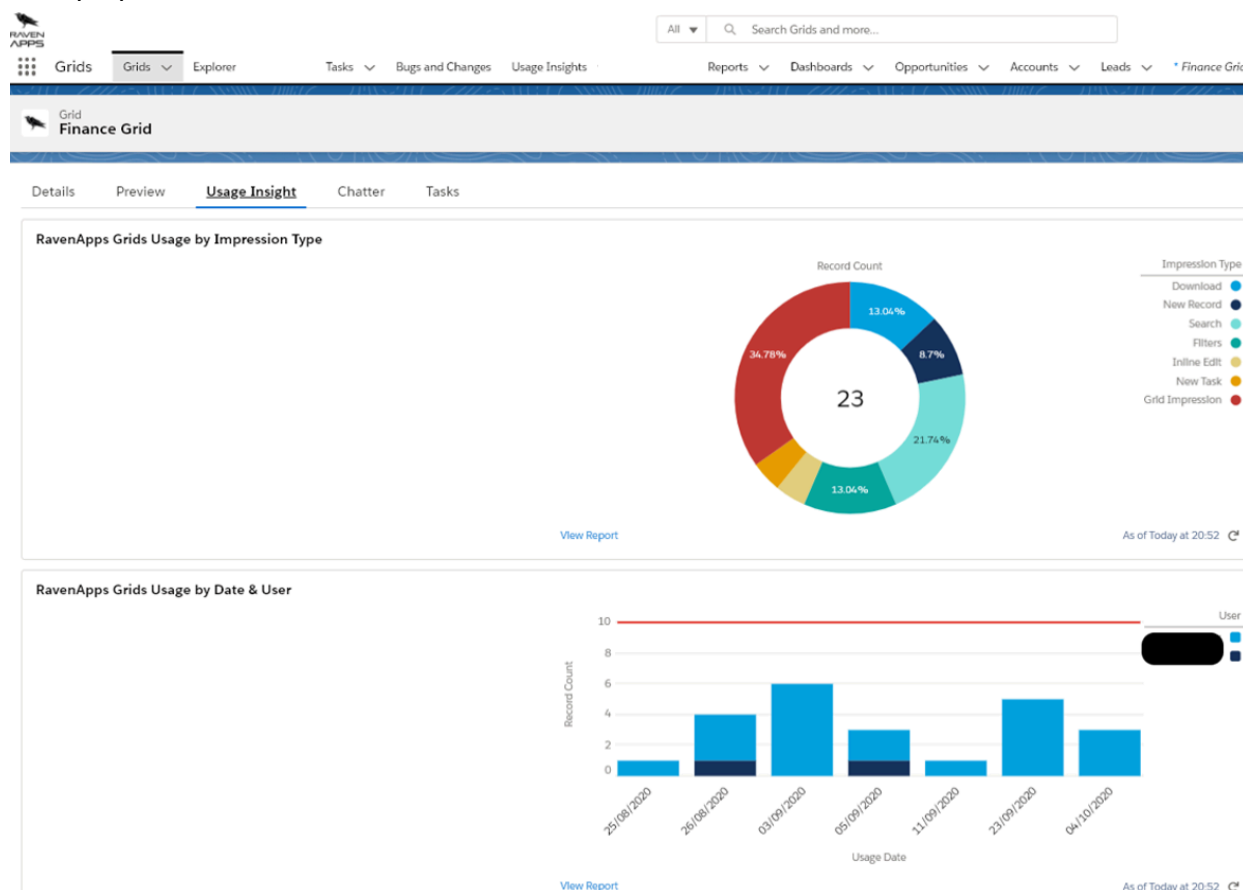 RAVEN
APPS
All
Search Grids and more...
Grids
Grids
Explorer
Tasks
Bugs and Changes
Usage Insights
Reports
Dashboards
Opportunities
Accounts
Leads
* Finance Grid
Grid
Finance Grid
Details
Preview
Usage Insight
Chatter
Tasks
RavenApps Grids Usage by Impression Type
Record Count
Impression Type
Download
New Record
Search
Filters
Inline Edit
New Task
Grid Impression
13.04%
8.7%
34.78%
23
21.74%
13.04%
View Report
As of Today at 20:52
RavenApps Grids Usage by Date & User
User
10
8
6
4
2
0
Record Count
25/08/2020
26/08/2020
03/09/2020
05/09/2020
11/09/2020
23/09/2020
04/10/2020
Usage Date
View Report
As of Today at 20:52